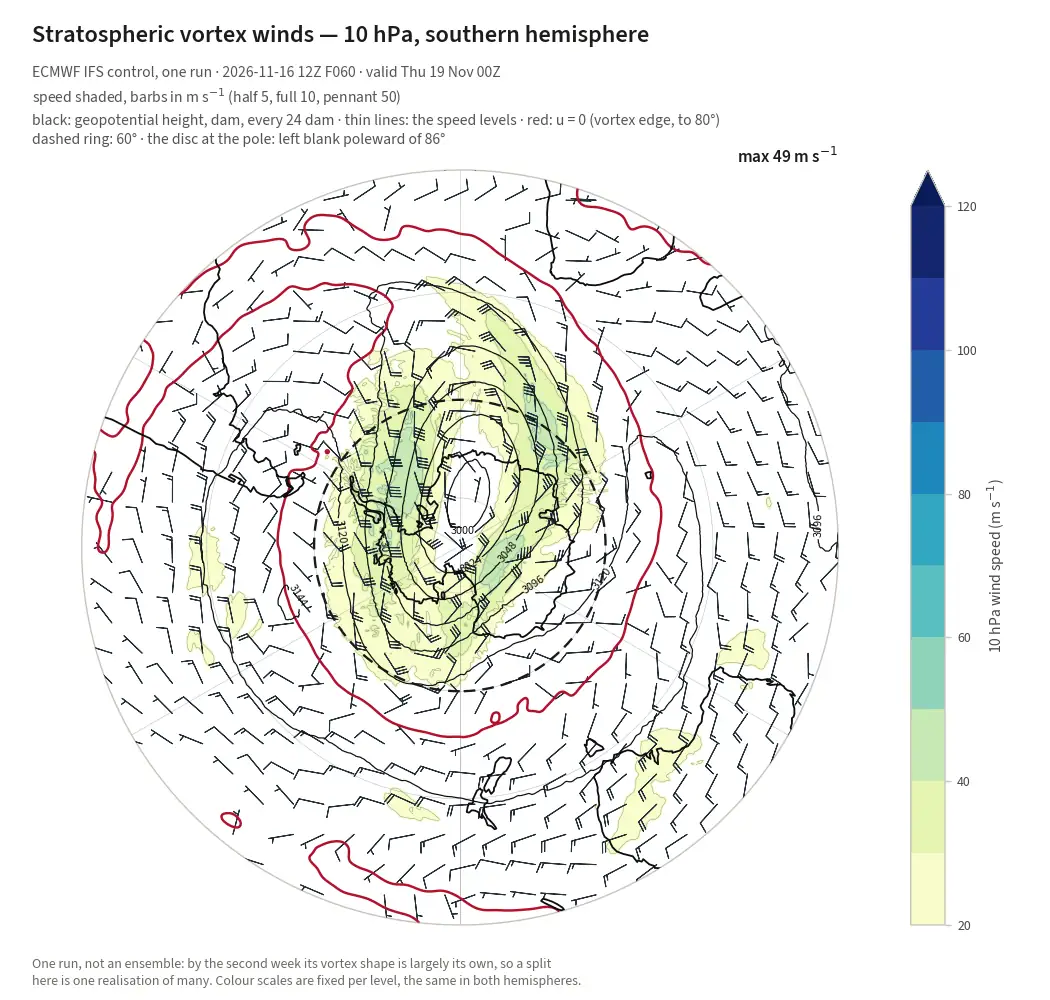 Stratospheric vortex winds — 10 hPa, southern hemisphere
ECMWF IFS control, one run · 2026-11-16 12Z F060 · valid Thu 19 Nov 00Z
speed shaded, barbs in m s⁻¹ (half 5, full 10, pennant 50)
black: geopotential height, dam, every 24 dam · thin lines: the speed levels · red: u = 0 (vortex edge, to 80°)
dashed ring: 60° · the disc at the pole: left blank poleward of 86°
max 49 m s⁻¹
120
100
80
60
40
20
10 hPa wind speed (m s⁻¹)
3096
3000
3120
3048
3096
3120
3144
One run, not an ensemble: by the second week its vortex shape is largely its own, so a split
here is one realisation of many. Colour scales are fixed per level, the same in both hemispheres.